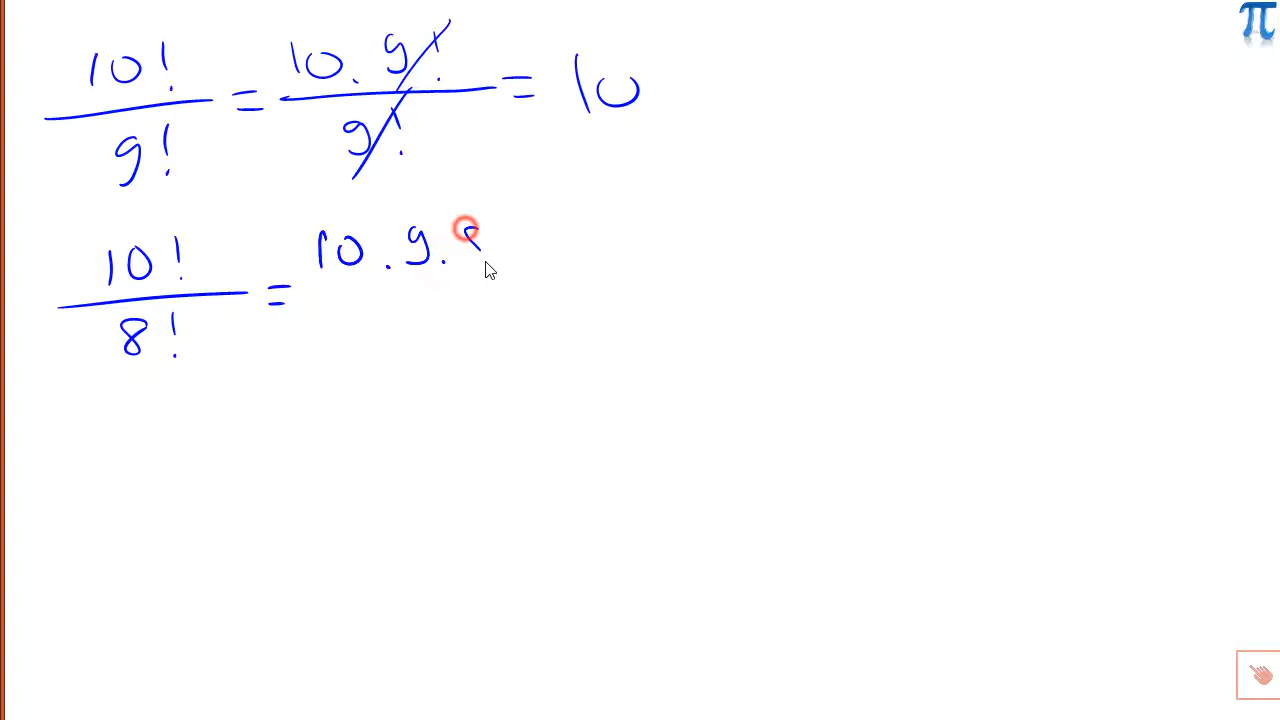 π
10! / 9! = 10 . 9! / 9! = 10
10! / 8! = 10 . 9 .